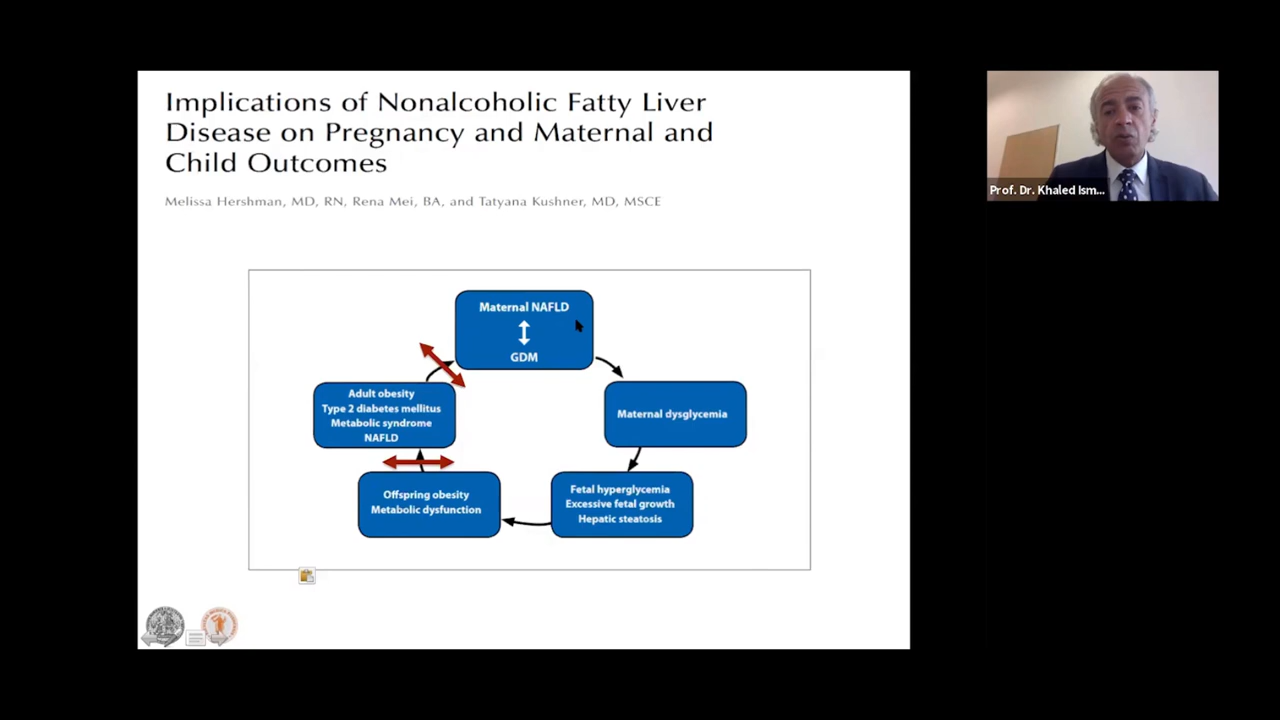 Implications of Nonalcoholic Fatty Liver
Disease on Pregnancy and Maternal and
Child Outcomes
Melissa Hershman, MD, RN, Rena Mei, BA, and Tatyana Kushner, MD, MSCE
Maternal NAFLD
GDM
Maternal dysglycemia
Fetal hyperglycemia
Excessive fetal growth
Hepatic steatosis
Offspring obesity
Metabolic dysfunction
Adult obesity
Type 2 diabetes mellitus
Metabolic syndrome
NAFLD
Prof. Dr. Khaled Ism...